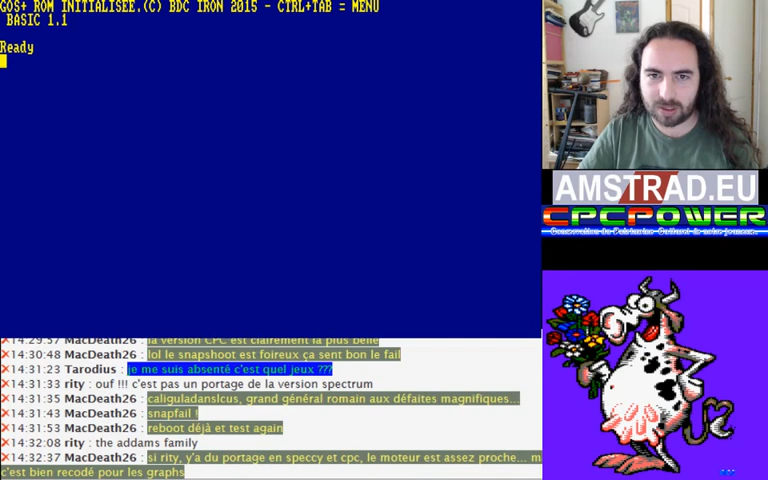 GOS+ ROM INITIALISEE.(C) BDC IRON 2015 - CTRL+TAB = MENU
BASIC 1.1
Ready
AMSTRAD.EU
CPCPOWER
14:29:57 MacDeath26 : la version CPC est clairement la plus belle
14:30:48 MacDeath26 : lol le snapshoot est foireux ça sent bon le fail
14:31:23 Tarodius : je me suis absenté c'est quel jeux ???
14:31:33 rity : ouf !!! c'est pas un portage de la version spectrum
14:31:35 MacDeath26 : caliguladanslcus, grand général romain aux défaites magnifiques...
14:31:43 MacDeath26 : snapfail !
14:31:53 MacDeath26 : reboot déjà et test again
14:32:08 rity : the addams family
14:32:37 MacDeath26 : si rity, y'a du portage en speccy et cpc, le moteur est assez proche... m
c'est bien recodé pour les graphs